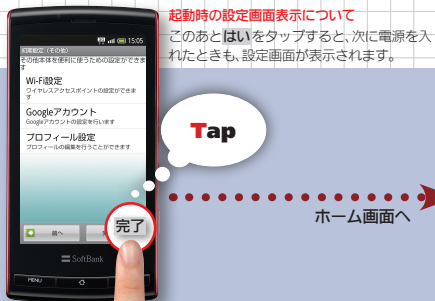 起動時の設定画面表示について
このあとはいをタップすると、次に電源を入
れたときも、設定画面が表示されます。
15:05
初期設定（その他）
その他本体を便利に使うための設定ができま
す
Wi-Fi設定
ワイヤレスアクセスポイントの設定ができま
す
Googleアカウント
Googleアカウントの設定を行います
プロフィール設定
プロフィールの編集を行うことができます
Tap
前へ
完了
ホーム画面へ
SoftBank
MENU